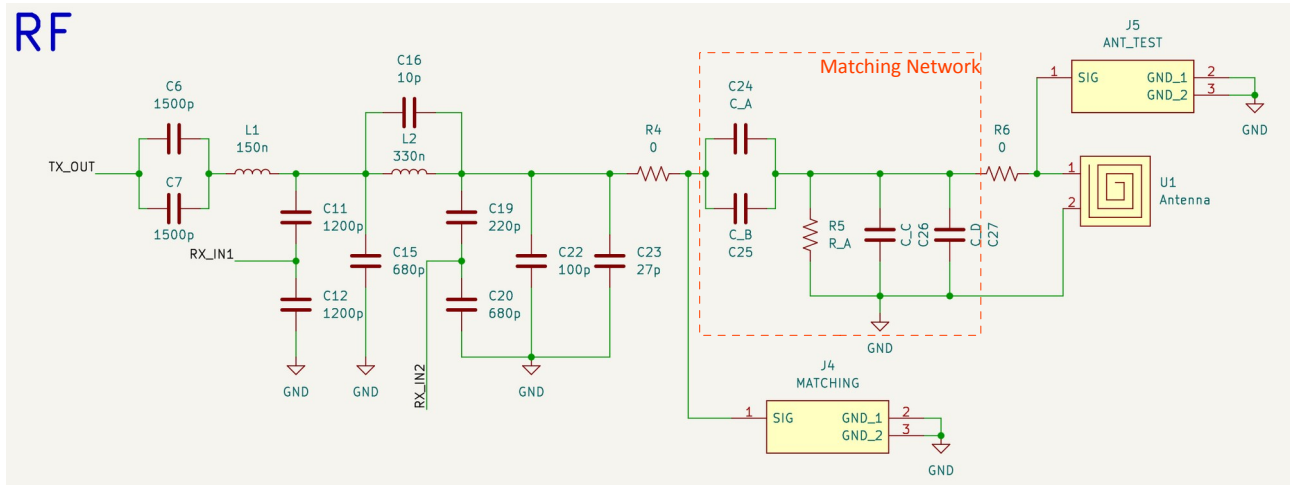 RF
TX_OUT
C6
1500p
C7
1500p
L1
150n
C11
1200p
RX_IN1
C12
1200p
GND
C16
10p
L2
330n
C15
680p
GND
C19
220p
RX_IN2
C20
680p
C22
100p
GND
C23
27p
R4
0
Matching Network
C24
C_A
C_B
C25
R5
R_A
C_C
C26
C_D
C27
GND
R6
0
J5
ANT_TEST
1
SIG
GND_1
2
GND_2
3
GND
1
2
U1
Antenna
J4
MATCHING
1
SIG
GND_1
2
GND_2
3
GND